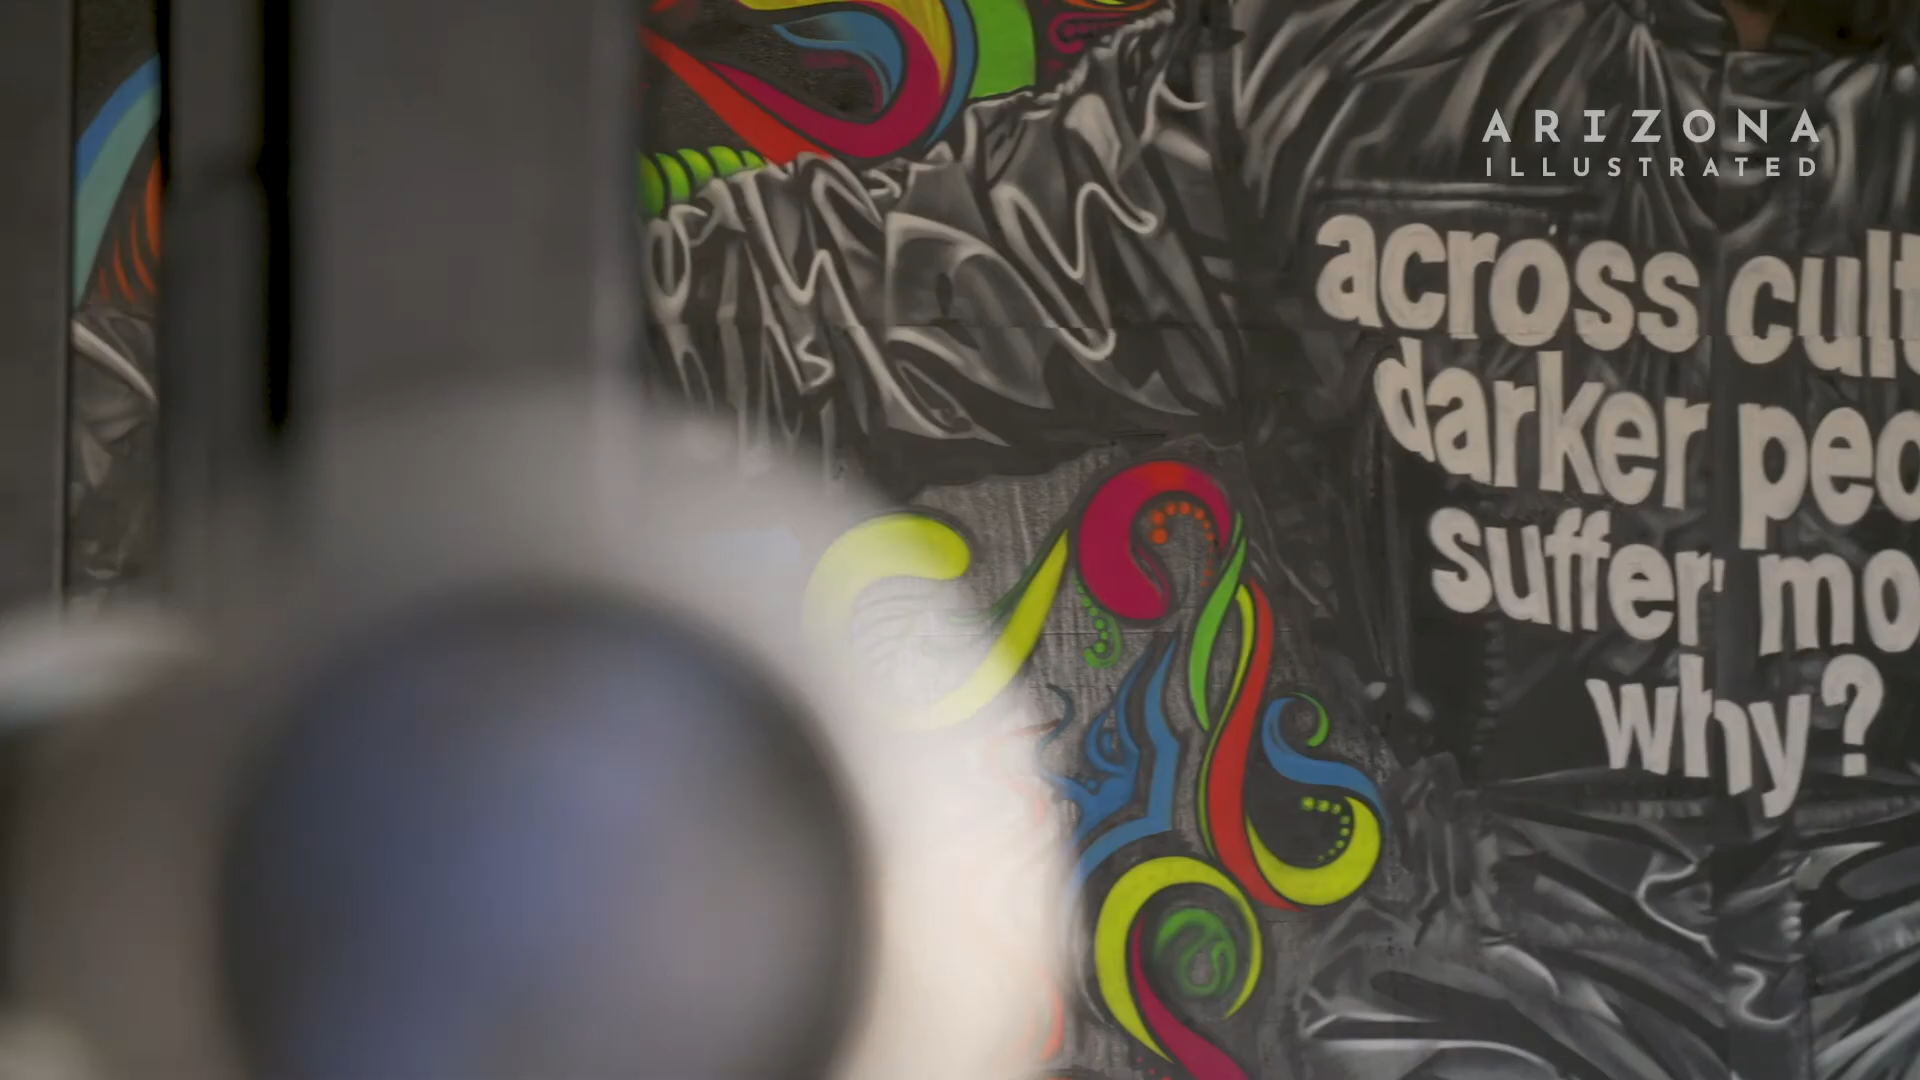 ARIZONA
ILLUSTRATED
across cult
darker peo
suffer mo
why?